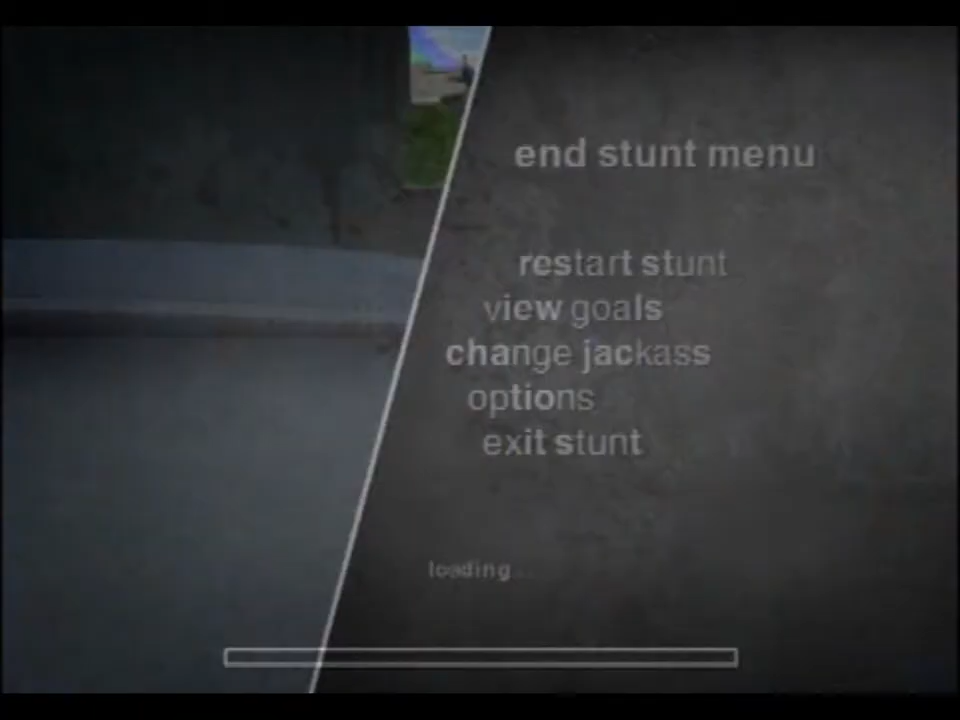 end stunt menu
restart stunt
view goals
change jackass
options
exit stunt
loading...